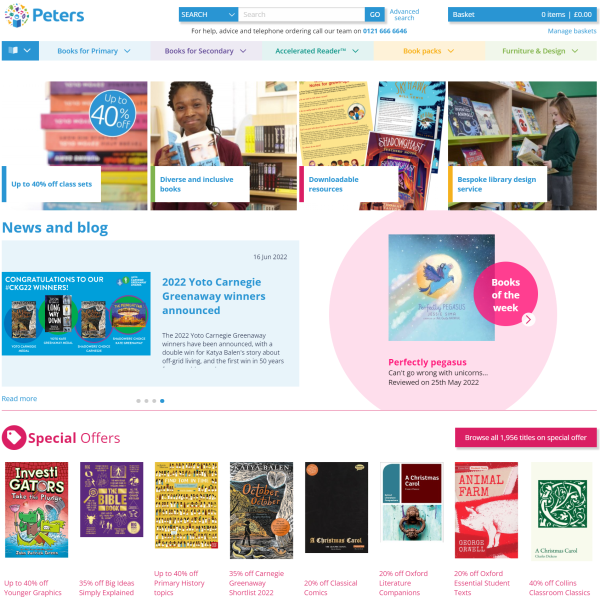 Peters
SEARCH
Search
GO
Advanced
search
Basket
0 items | £0.00
For help, advice and telephone ordering call our team on 0121 666 6646
Manage baskets
Books for Primary
Books for Secondary
Accelerated Reader™
Book packs
Furniture & Design
Up to
40%
off
SHADOWGHAST
Up to 40% off class sets
Diverse and inclusive
books
Downloadable
resources
Bespoke library design
service
News and blog
16 Jun 2022
CONGRATULATIONS TO OUR
#CKG22 WINNERS!
2022 Yoto Carnegie
Greenaway winners
announced
The 2022 Yoto Carnegie Greenaway
winners have been announced, with a
double win for Katya Balen's story about
off-grid living, and the first win in 50 years
Read more
Perfectly PEGASUS
Books
of the
week
Perfectly pegasus
Can't go wrong with unicorns...
Reviewed on 25th May 2022
Special Offers
Browse all 1,956 titles on special offer
InvestiGATORS
Take the Plunge
THE
BIBLE
BOOK
KATYA BALEN
October
October
A Christmas Carol
A Christmas
Carol
ANIMAL
FARM
GEORGE
ORWELL
A Christmas Carol
Charles Dickens
Up to 40% off
Younger Graphics
35% off Big Ideas
Simply Explained
Up to 40% off
Primary History
topics
35% off Carnegie
Greenaway
Shortlist 2022
20% off Classical
Comics
20% off Oxford
Literature
Companions
20% off Oxford
Essential Student
Texts
40% off Collins
Classroom Classics